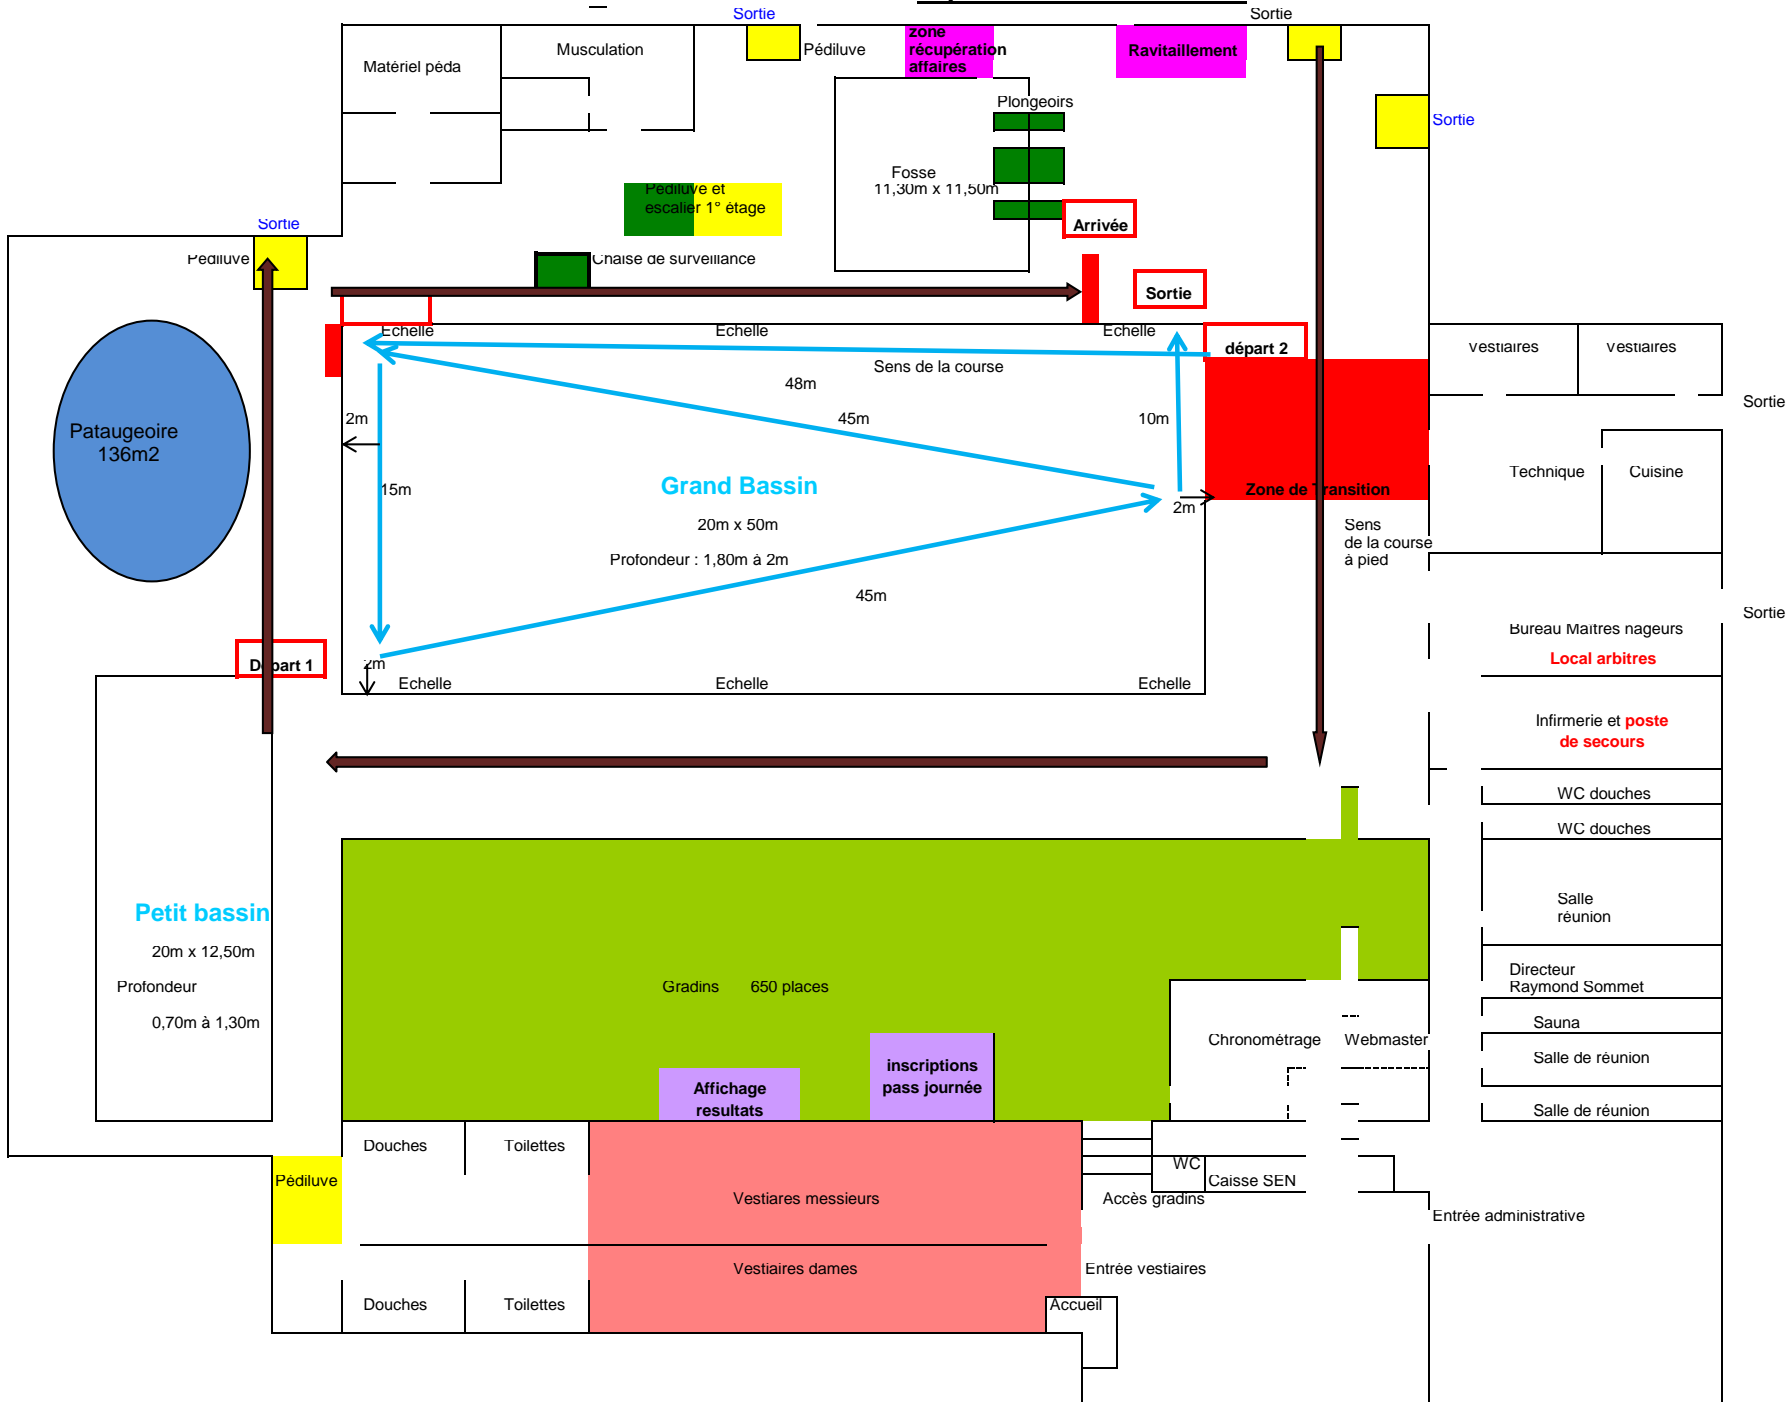 Sortie
Sortie
zone
récupération
affaires
Ravitaillement
Pédiluve
Musculation
Matériel péda
Plongeoirs
Sortie
Fosse
11,30m x 11,50m
Pédiluve et
escalier 1° étage
Arrivée
Sortie
Pédiluve
Chaise de surveillance
Sortie
Echelle
Echelle
Echelle
départ 2
Vestiaires
Vestiaires
Sens de la course
48m
45m
2m
10m
Sortie
Pataugeoire
136m2
15m
Grand Bassin
Zone de Transition
Technique
Cuisine
2m
20m x 50m
Sens
de la course
à pied
Profondeur : 1,80m à 2m
45m
Sortie
Bureau Maîtres nageurs
Local arbitres
Départ 1
2m
Echelle
Echelle
Echelle
Infirmerie et poste
de secours
WC douches
WC douches
Petit bassin
20m x 12,50m
Profondeur
0,70m à 1,30m
Salle
réunion
Gradins 650 places
Directeur
Raymond Sommet
Sauna
Chronométrage
Webmaster
Salle de réunion
inscriptions
pass journée
Affichage
resultats
Salle de réunion
Douches
Toilettes
WC
Pédiluve
Caisse SEN
Vestiares messieurs
Accès gradins
Entrée administrative
Vestiaires dames
Entrée vestiaires
Douches
Toilettes
Accueil